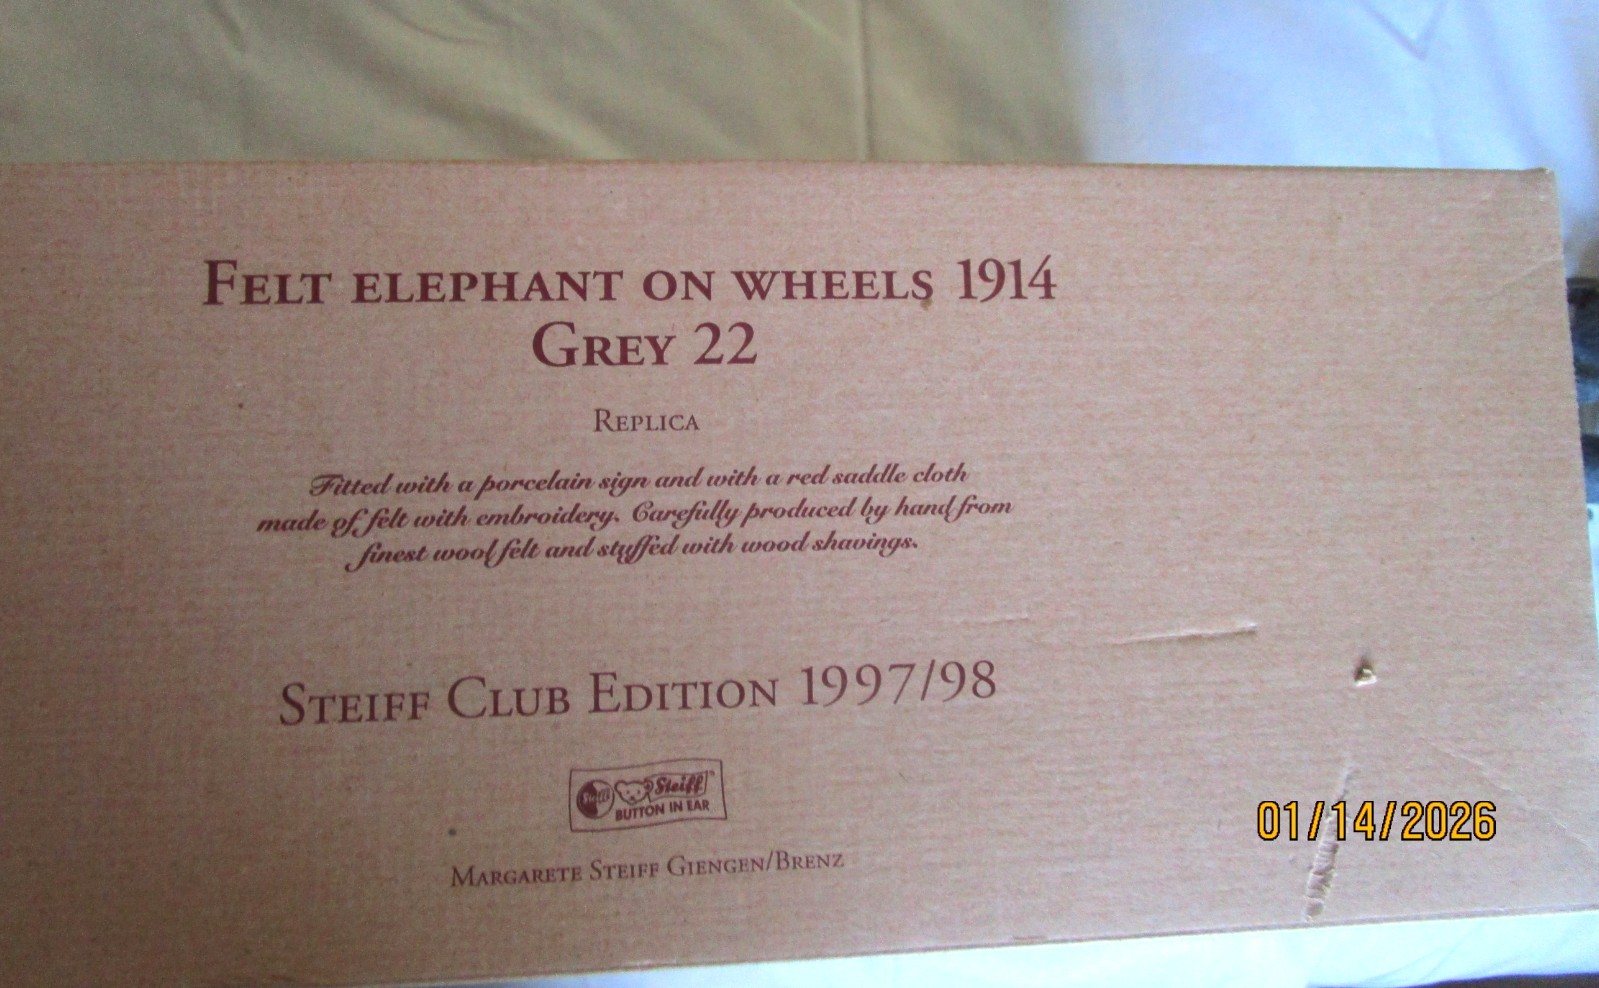 FELT ELEPHANT ON WHEELS 1914
GREY 22
REPLICA
Fitted with a porcelain sign and with a red saddle cloth
made of felt with embroidery. Carefully produced by hand from
finest wool felt and stuffed with wood shavings.
STEIFF CLUB EDITION 1997/98
Steiff
Steiff
BUTTON IN EAR
MARGARETE STEIFF GIENGEN/BRENZ
01/14/2026